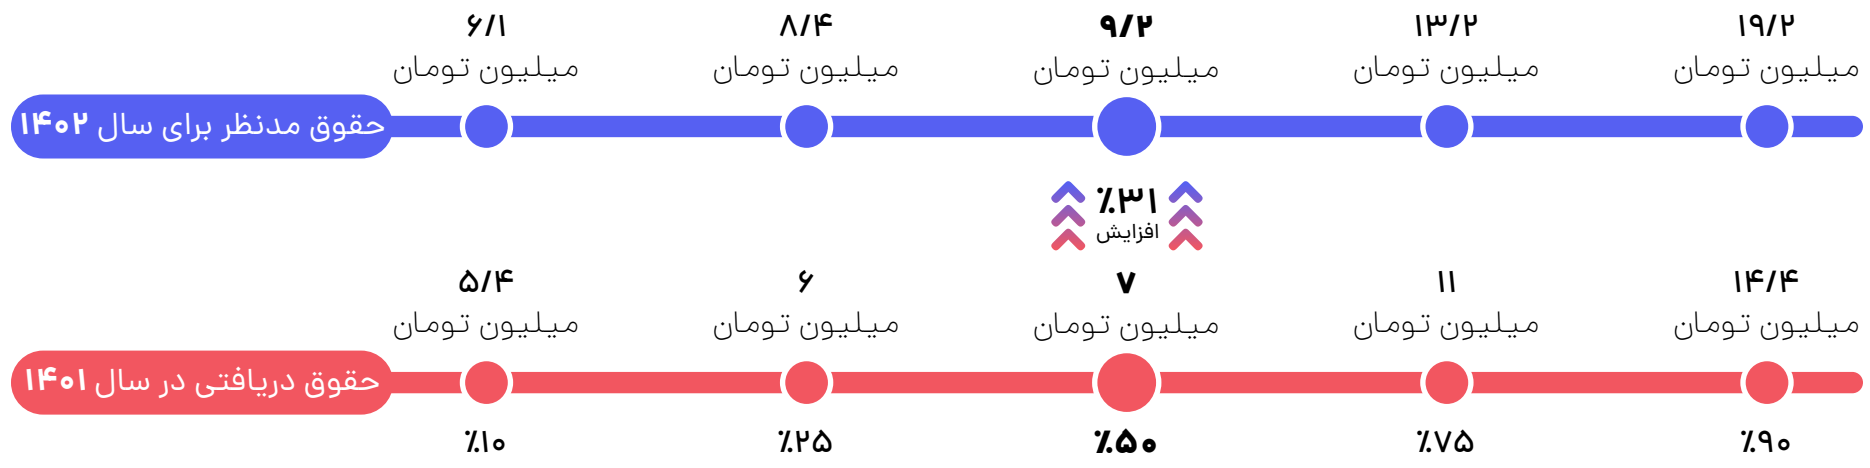 ۶/۱
میلیون تومان
۸/۴
میلیون تومان
۹/۲
میلیون تومان
۱۳/۲
میلیون تومان
۱۹/۲
میلیون تومان
حقوق مدنظر برای سال ۱۴۰۲
٪۳۱
افزایش
۵/۴
میلیون تومان
۶
میلیون تومان
۷
میلیون تومان
۱۱
میلیون تومان
۱۴/۴
میلیون تومان
حقوق دریافتی در سال ۱۴۰۱
٪۱۰
٪۲۵
٪۵۰
٪۷۵
٪۹۰